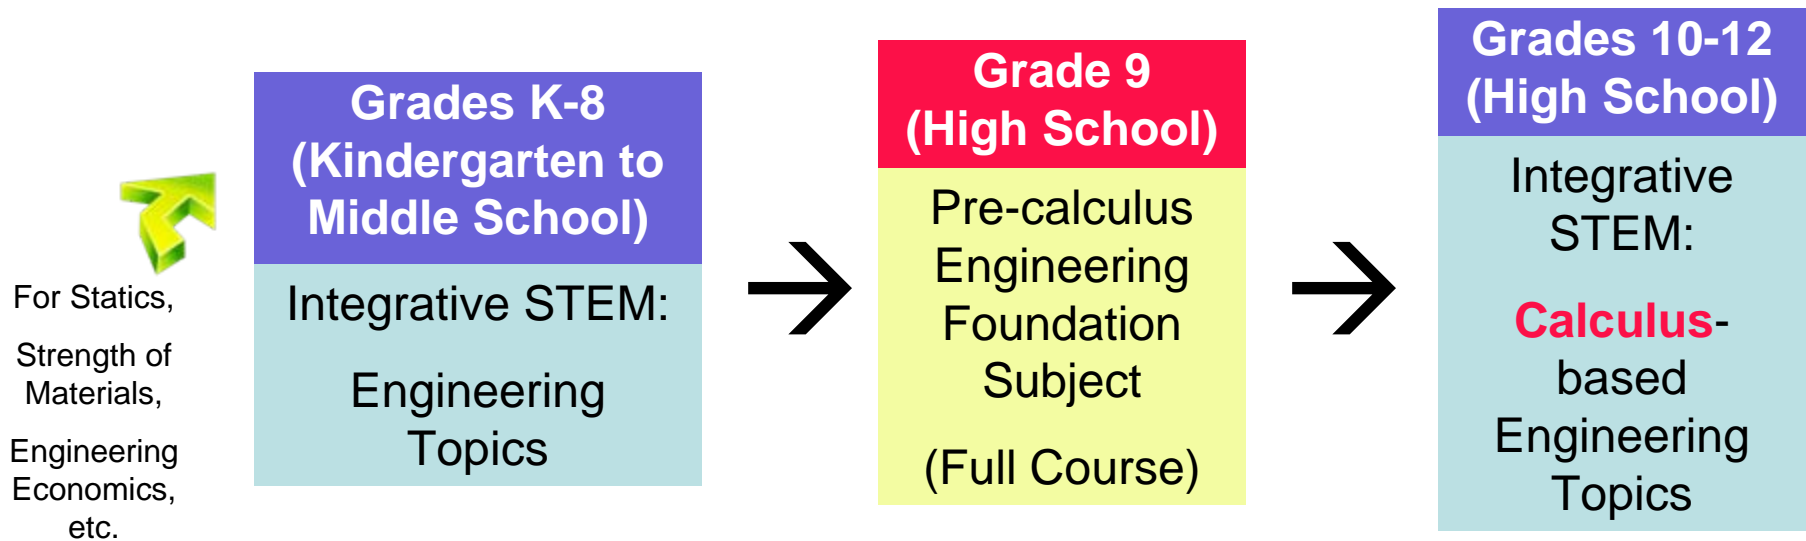 For Statics,
Strength of
Materials,
Engineering
Economics,
etc.
Grades K-8
(Kindergarten to
Middle School)
Integrative STEM:
Engineering
Topics
Grade 9
(High School)
Pre-calculus
Engineering
Foundation
Subject
(Full Course)
Grades 10-12
(High School)
Integrative
STEM:
Calculus-
based
Engineering
Topics